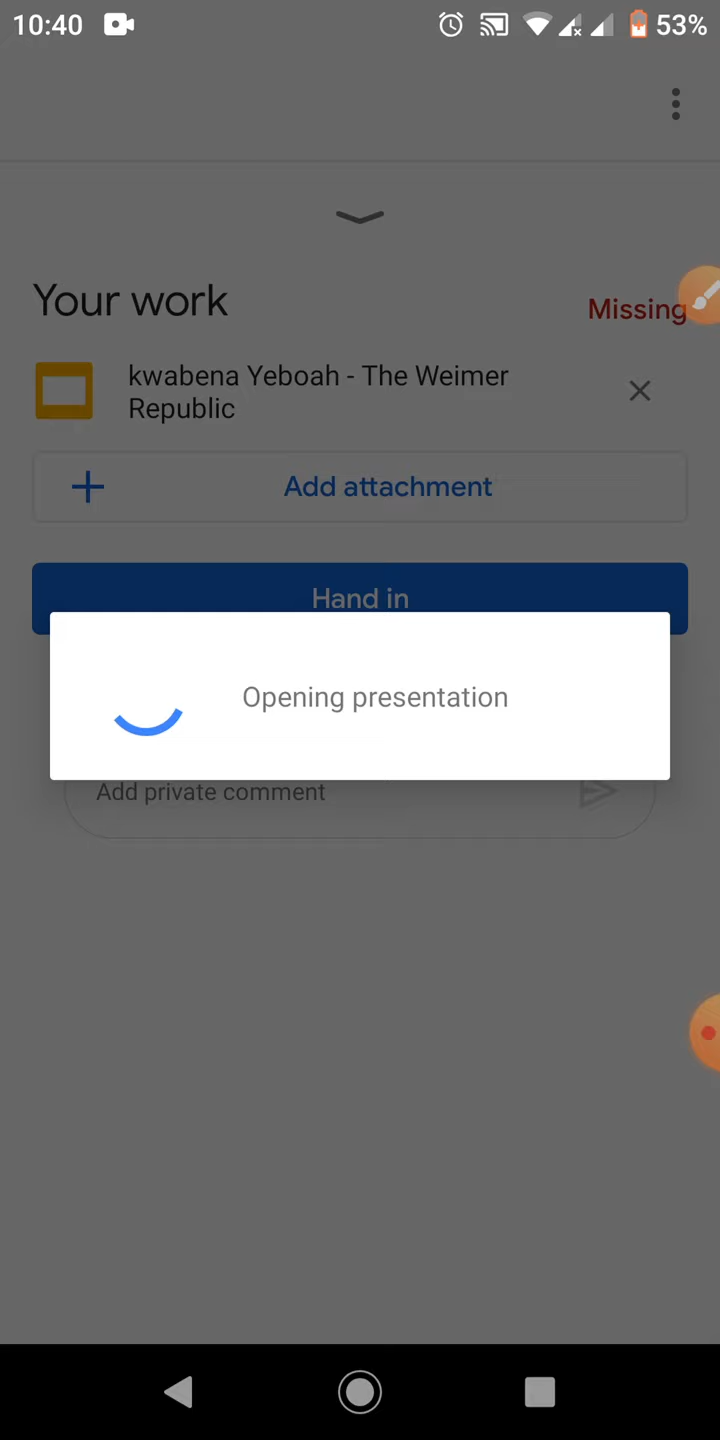 10:40 53%
Your work
Missing
kwabena Yeboah - The Weimer
Republic
Add attachment
Hand in
Opening presentation
Add private comment